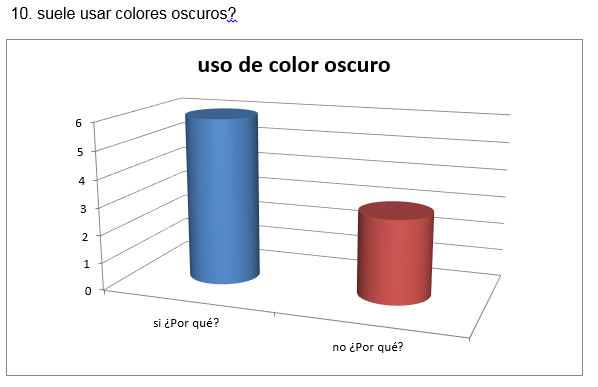 10. suele usar colores oscuros?
uso de color oscuro
6
5
4
3
2
1
0
si ¿Por qué?
no ¿Por qué?